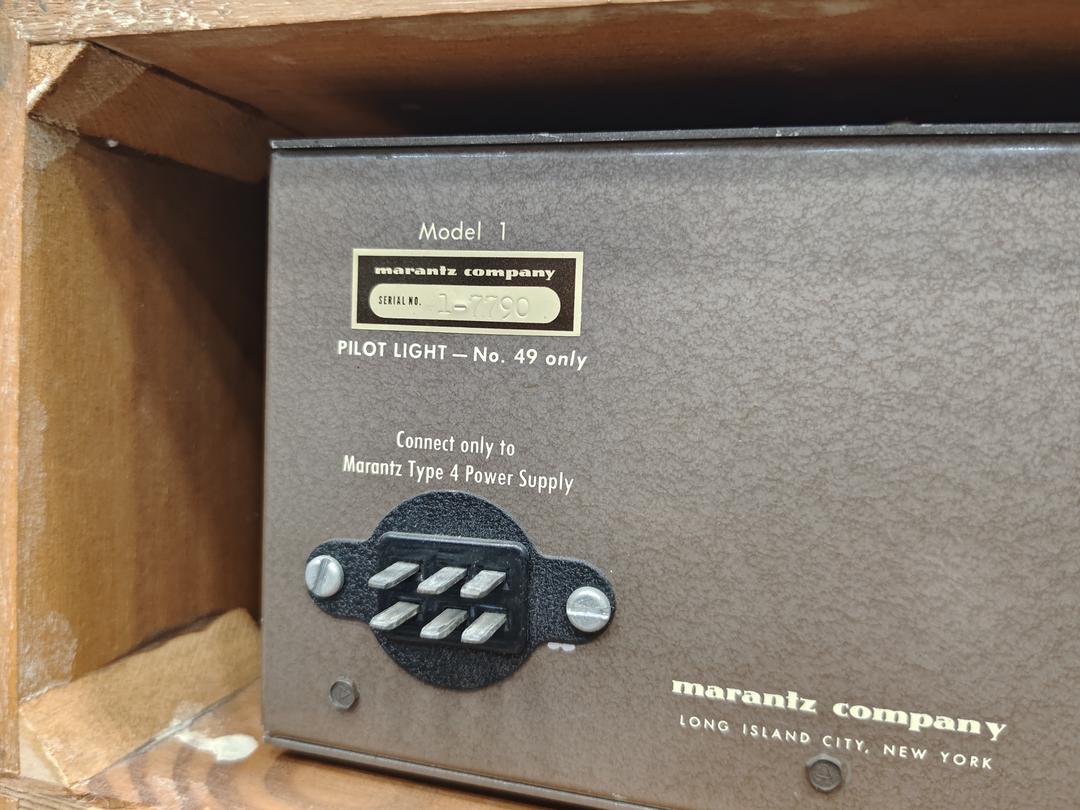 Model 1
marantz company
SERIAL NO. 1-7790
PILOT LIGHT — No. 49 only
Connect only to
Marantz Type 4 Power Supply
marantz company
LONG ISLAND CITY, NEW YORK